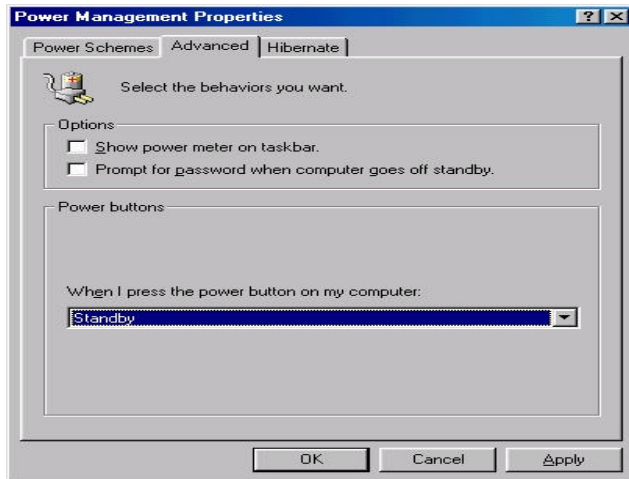 Power Management Properties
Power Schemes Advanced Hibernate
Select the behaviors you want.
Options
Show power meter on taskbar.
Prompt for password when computer goes off standby.
Power buttons
When I press the power button on my computer:
Standby
OK Cancel Apply